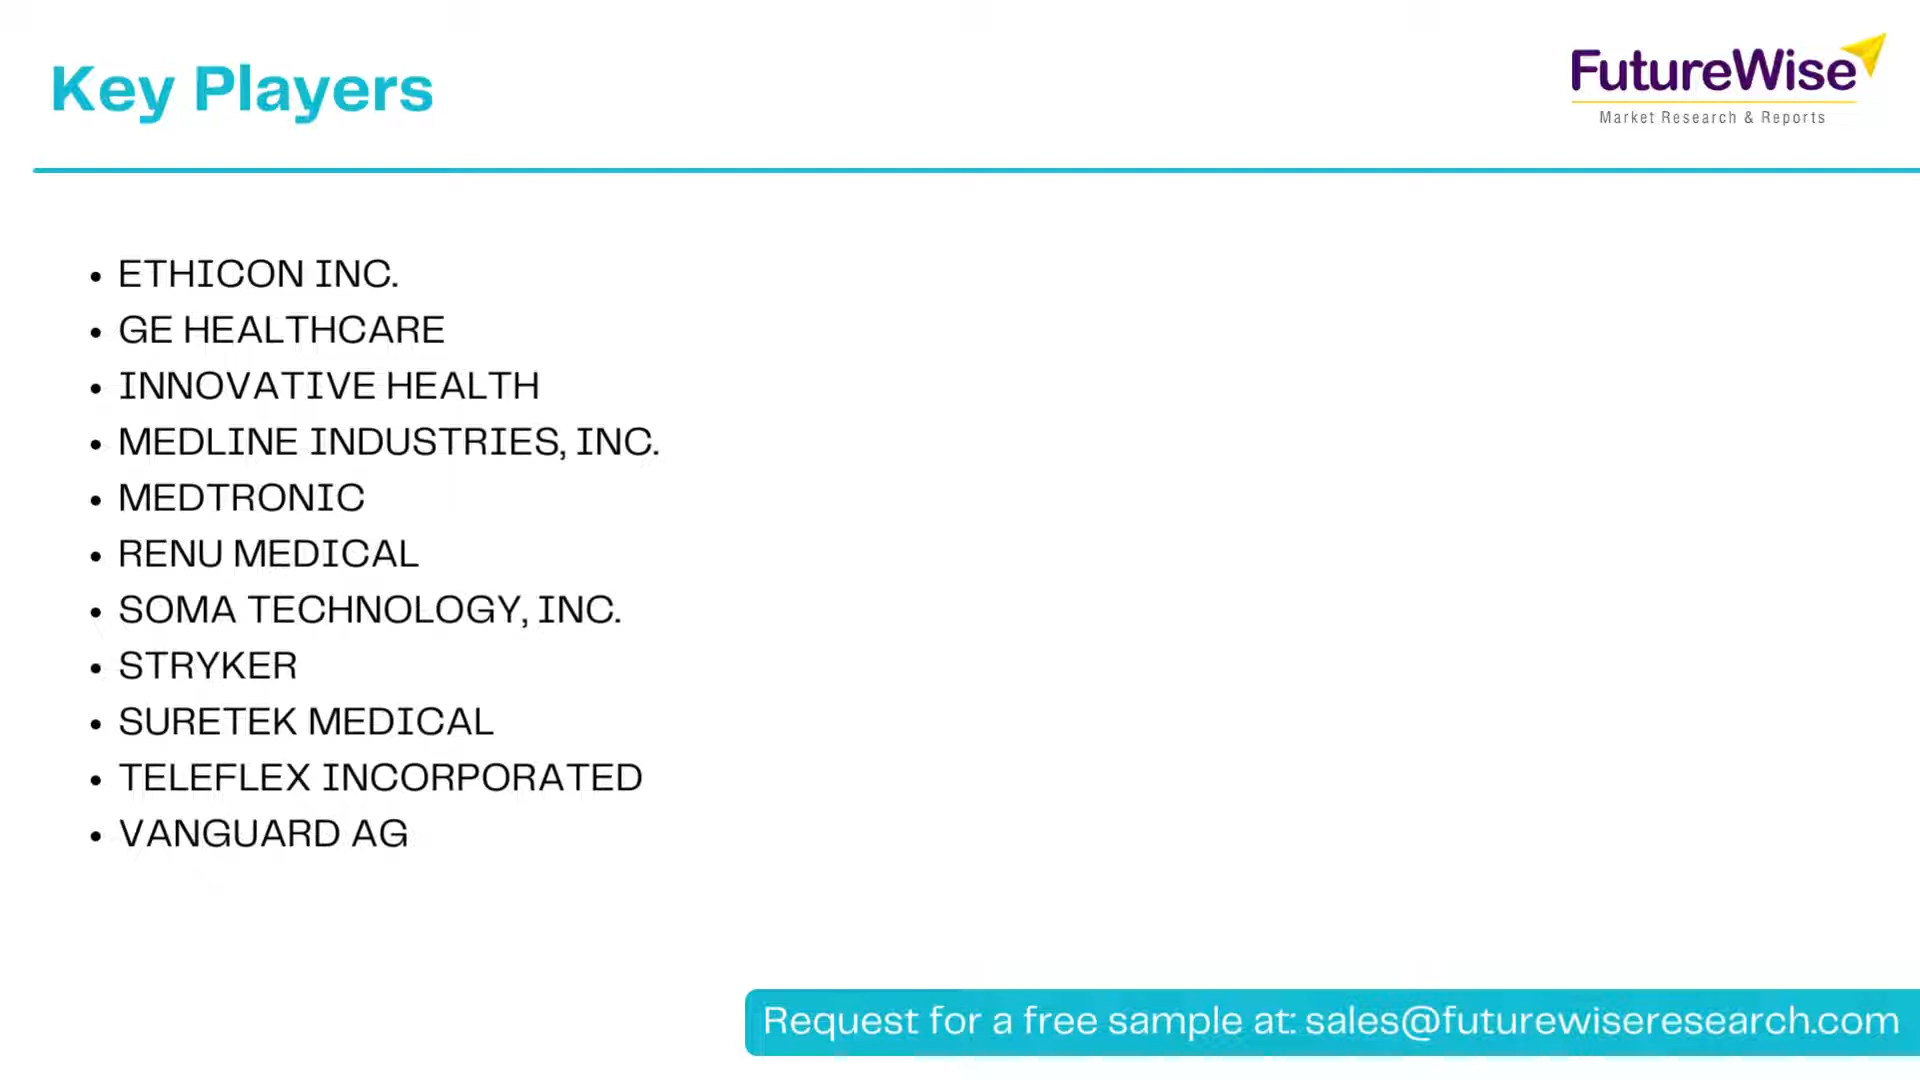 Key Players
FutureWise
Market Research & Reports
• ETHICON INC.
• GE HEALTHCARE
• INNOVATIVE HEALTH
• MEDLINE INDUSTRIES, INC.
• MEDTRONIC
• RENU MEDICAL
• SOMA TECHNOLOGY, INC.
• STRYKER
• SURETEK MEDICAL
• TELEFLEX INCORPORATED
• VANGUARD AG
Request for a free sample at: sales@futurewiseresearch.com